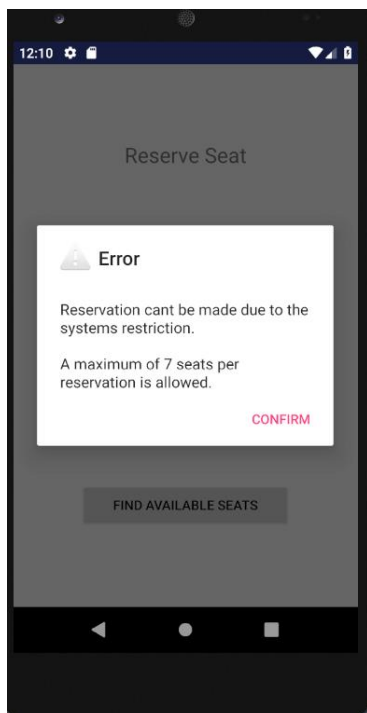 12:10
Reserve Seat
Error
Reservation cant be made due to the
systems restriction.
A maximum of 7 seats per
reservation is allowed.
CONFIRM
FIND AVAILABLE SEATS